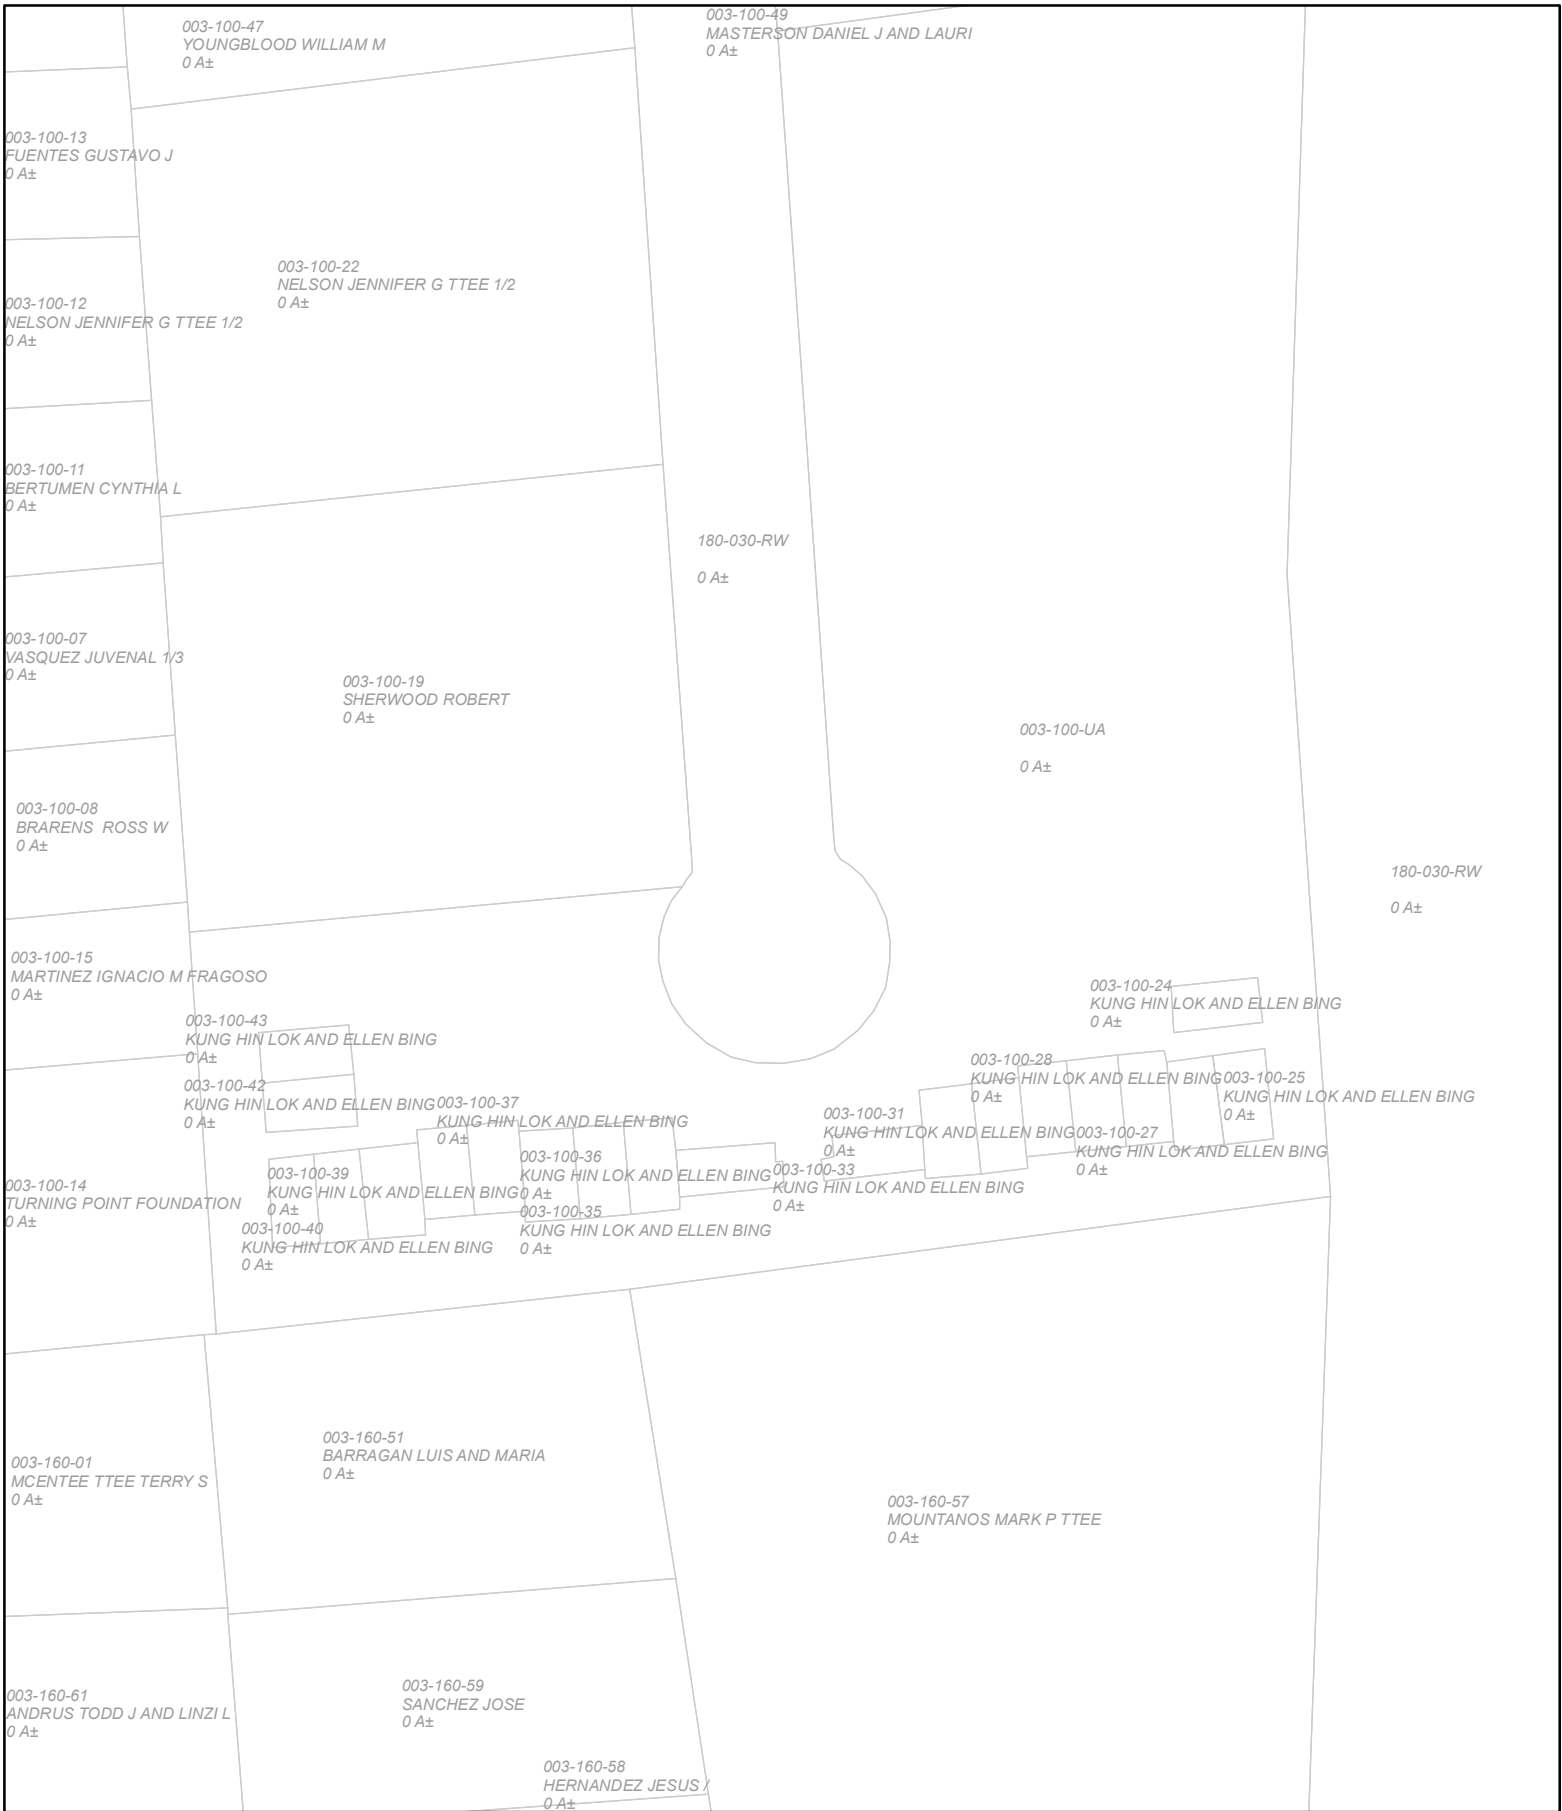 003-100-47
YOUNGBLOOD WILLIAM M
0 A±
003-100-49
MASTERSON DANIEL J AND LAURI
0 A±
003-100-13
FUENTES GUSTAVO J
0 A±
003-100-22
NELSON JENNIFER G TTEE 1/2
0 A±
003-100-12
NELSON JENNIFER G TTEE 1/2
0 A±
003-100-11
BERTUMEN CYNTHIA L
0 A±
180-030-RW
0 A±
003-100-07
VASQUEZ JUVENAL 1/3
0 A±
003-100-19
SHERWOOD ROBERT
0 A±
003-100-UA
0 A±
003-100-08
BRARENS  ROSS W
0 A±
180-030-RW
0 A±
003-100-15
MARTINEZ IGNACIO M FRAGOSO
0 A±
003-100-24
KUNG HIN LOK AND ELLEN BING
0 A±
003-100-43
KUNG HIN LOK AND ELLEN BING
0 A±
003-100-28
KUNG HIN LOK AND ELLEN BING
0 A±
003-100-25
KUNG HIN LOK AND ELLEN BING
0 A±
003-100-42
KUNG HIN LOK AND ELLEN BING
0 A±
003-100-37
KUNG HIN LOK AND ELLEN BING
0 A±
003-100-31
KUNG HIN LOK AND ELLEN BING
0 A±
003-100-27
KUNG HIN LOK AND ELLEN BING
0 A±
003-100-36
KUNG HIN LOK AND ELLEN BING
0 A±
003-100-33
KUNG HIN LOK AND ELLEN BING
0 A±
003-100-39
KUNG HIN LOK AND ELLEN BING
0 A±
003-100-14
TURNING POINT FOUNDATION
0 A±
003-100-35
KUNG HIN LOK AND ELLEN BING
0 A±
003-100-40
KUNG HIN LOK AND ELLEN BING
0 A±
003-160-51
BARRAGAN LUIS AND MARIA
0 A±
003-160-01
MCENTEE TTEE TERRY S
0 A±
003-160-57
MOUNTANOS MARK P TTEE
0 A±
003-160-59
SANCHEZ JOSE
0 A±
003-160-61
ANDRUS TODD J AND LINZI L
0 A±
003-160-58
HERNANDEZ JESUS /
0 A±